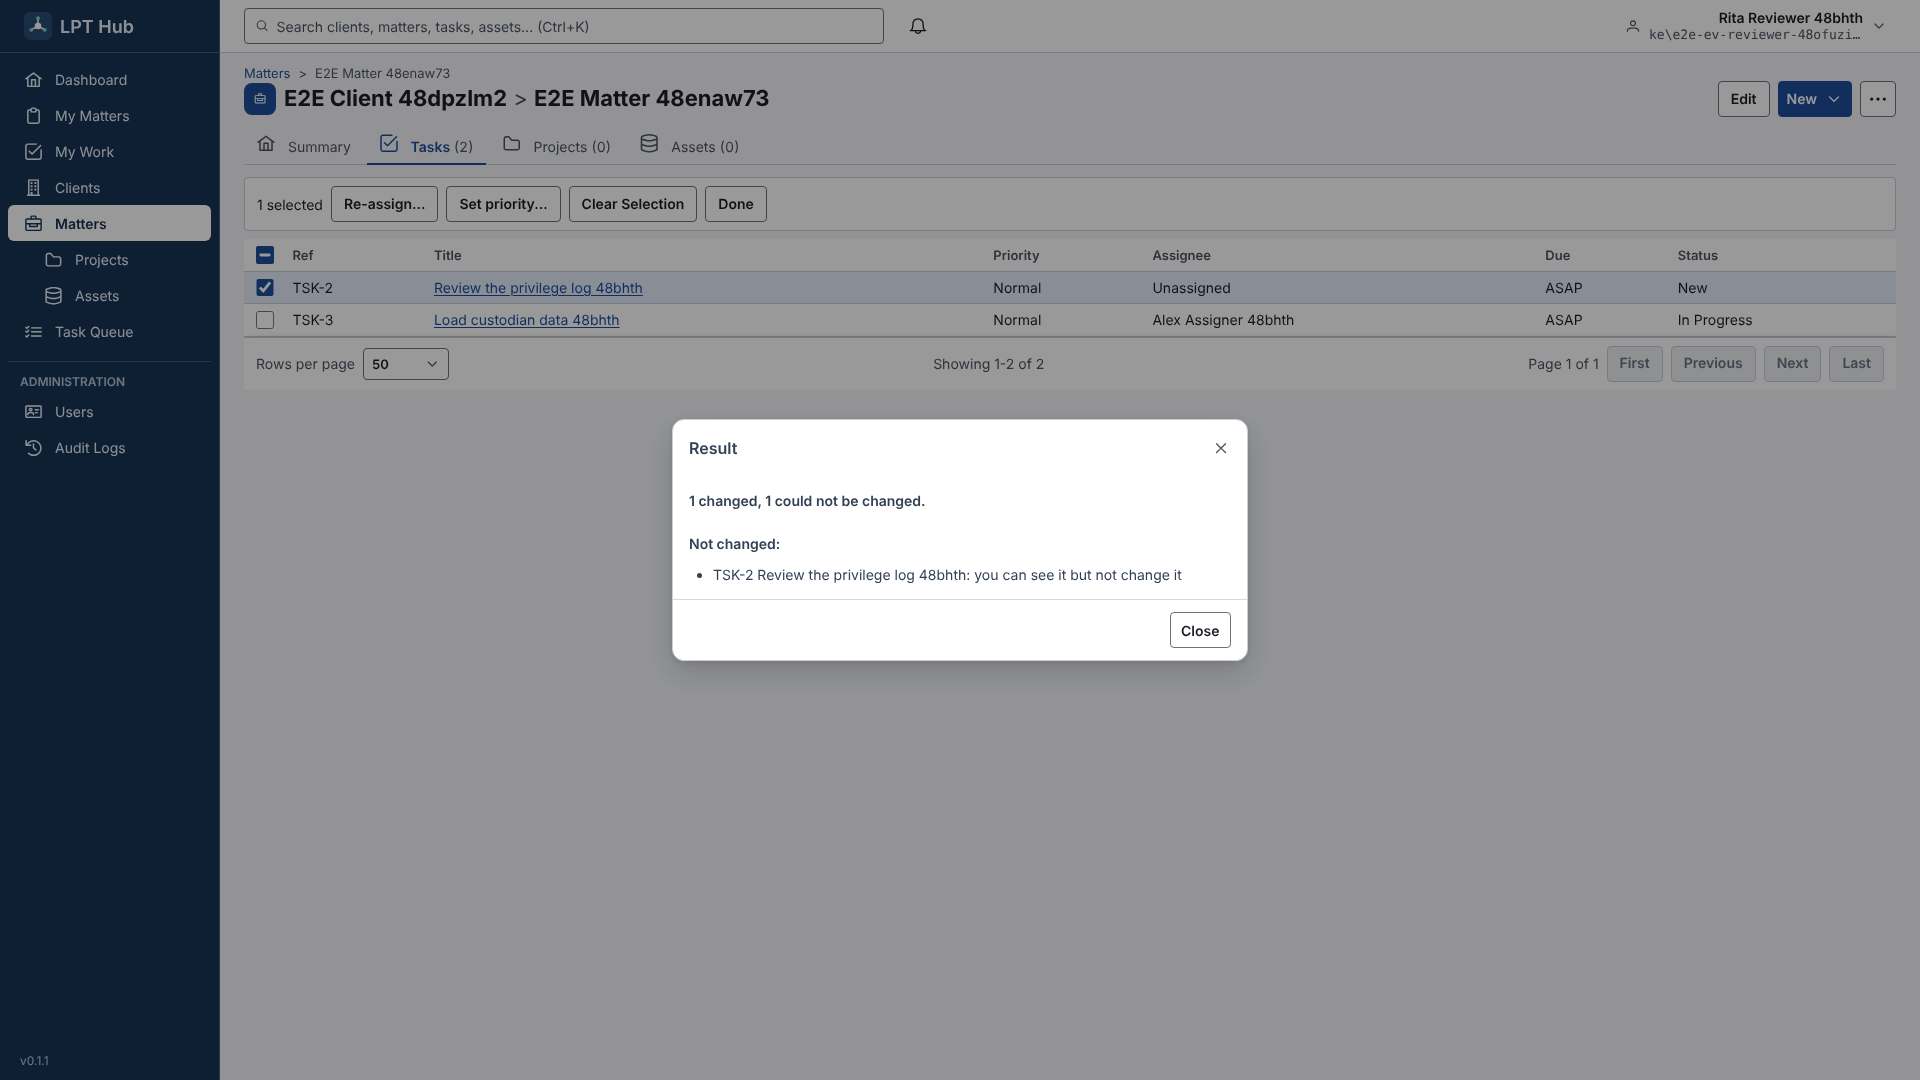 LPT Hub
Search clients, matters, tasks, assets... (Ctrl+K)
Rita Reviewer 48bhth
ke\e2e-ev-reviewer-48ofuzi…
Dashboard
My Matters
My Work
Clients
Matters
Projects
Assets
Task Queue
ADMINISTRATION
Users
Audit Logs
v0.1.1
Matters > E2E Matter 48enaw73
E2E Client 48dpzlm2 > E2E Matter 48enaw73
Edit
New
Summary
Tasks (2)
Projects (0)
Assets (0)
1 selected
Re-assign...
Set priority...
Clear Selection
Done
Ref Title Priority Assignee Due Status
TSK-2 Review the privilege log 48bhth Normal Unassigned ASAP New
TSK-3 Load custodian data 48bhth Normal Alex Assigner 48bhth ASAP In Progress
Rows per page 50 Showing 1-2 of 2 Page 1 of 1 First Previous Next Last
Result
1 changed, 1 could not be changed.
Not changed:
• TSK-2 Review the privilege log 48bhth: you can see it but not change it
Close